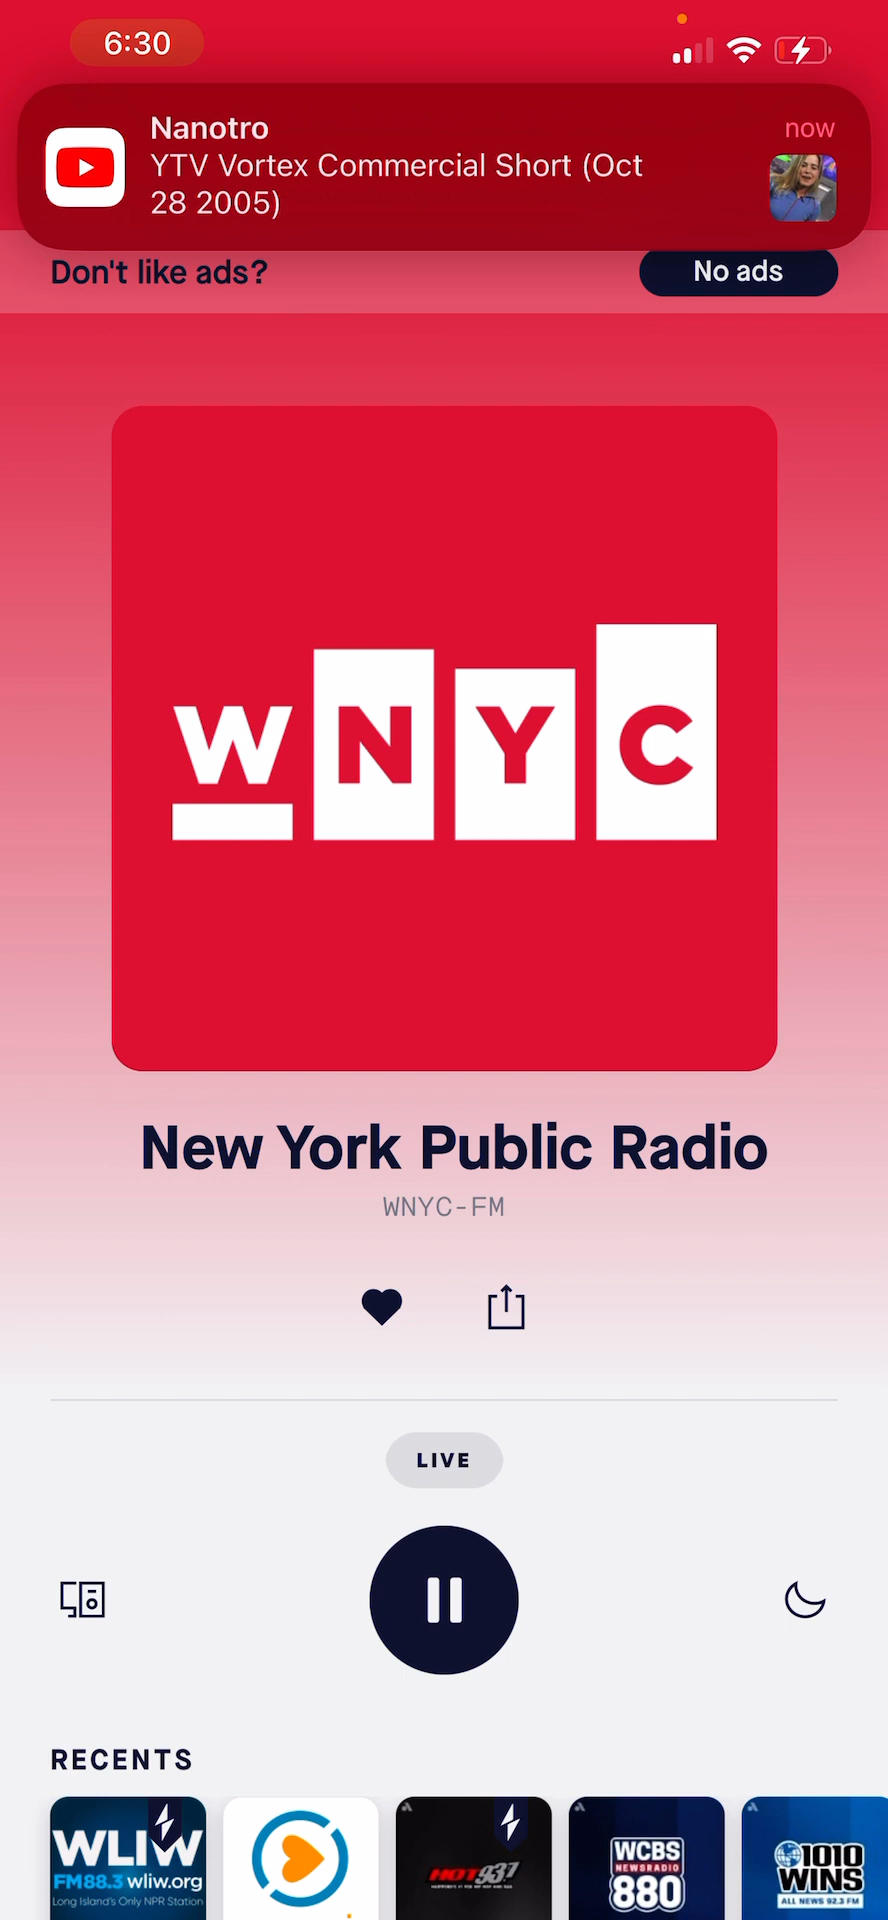 6:30
Nanotro
now
YTV Vortex Commercial Short (Oct
28 2005)
Don't like ads?
No ads
WNYC
New York Public Radio
WNYC-FM
LIVE
RECENTS
WLIW
FM88.3 wliw.org
Long Island's Only NPR Station
HOT 93.7
WCBS
NEWSRADIO
880
1010
WINS
ALL NEWS 92.3 FM